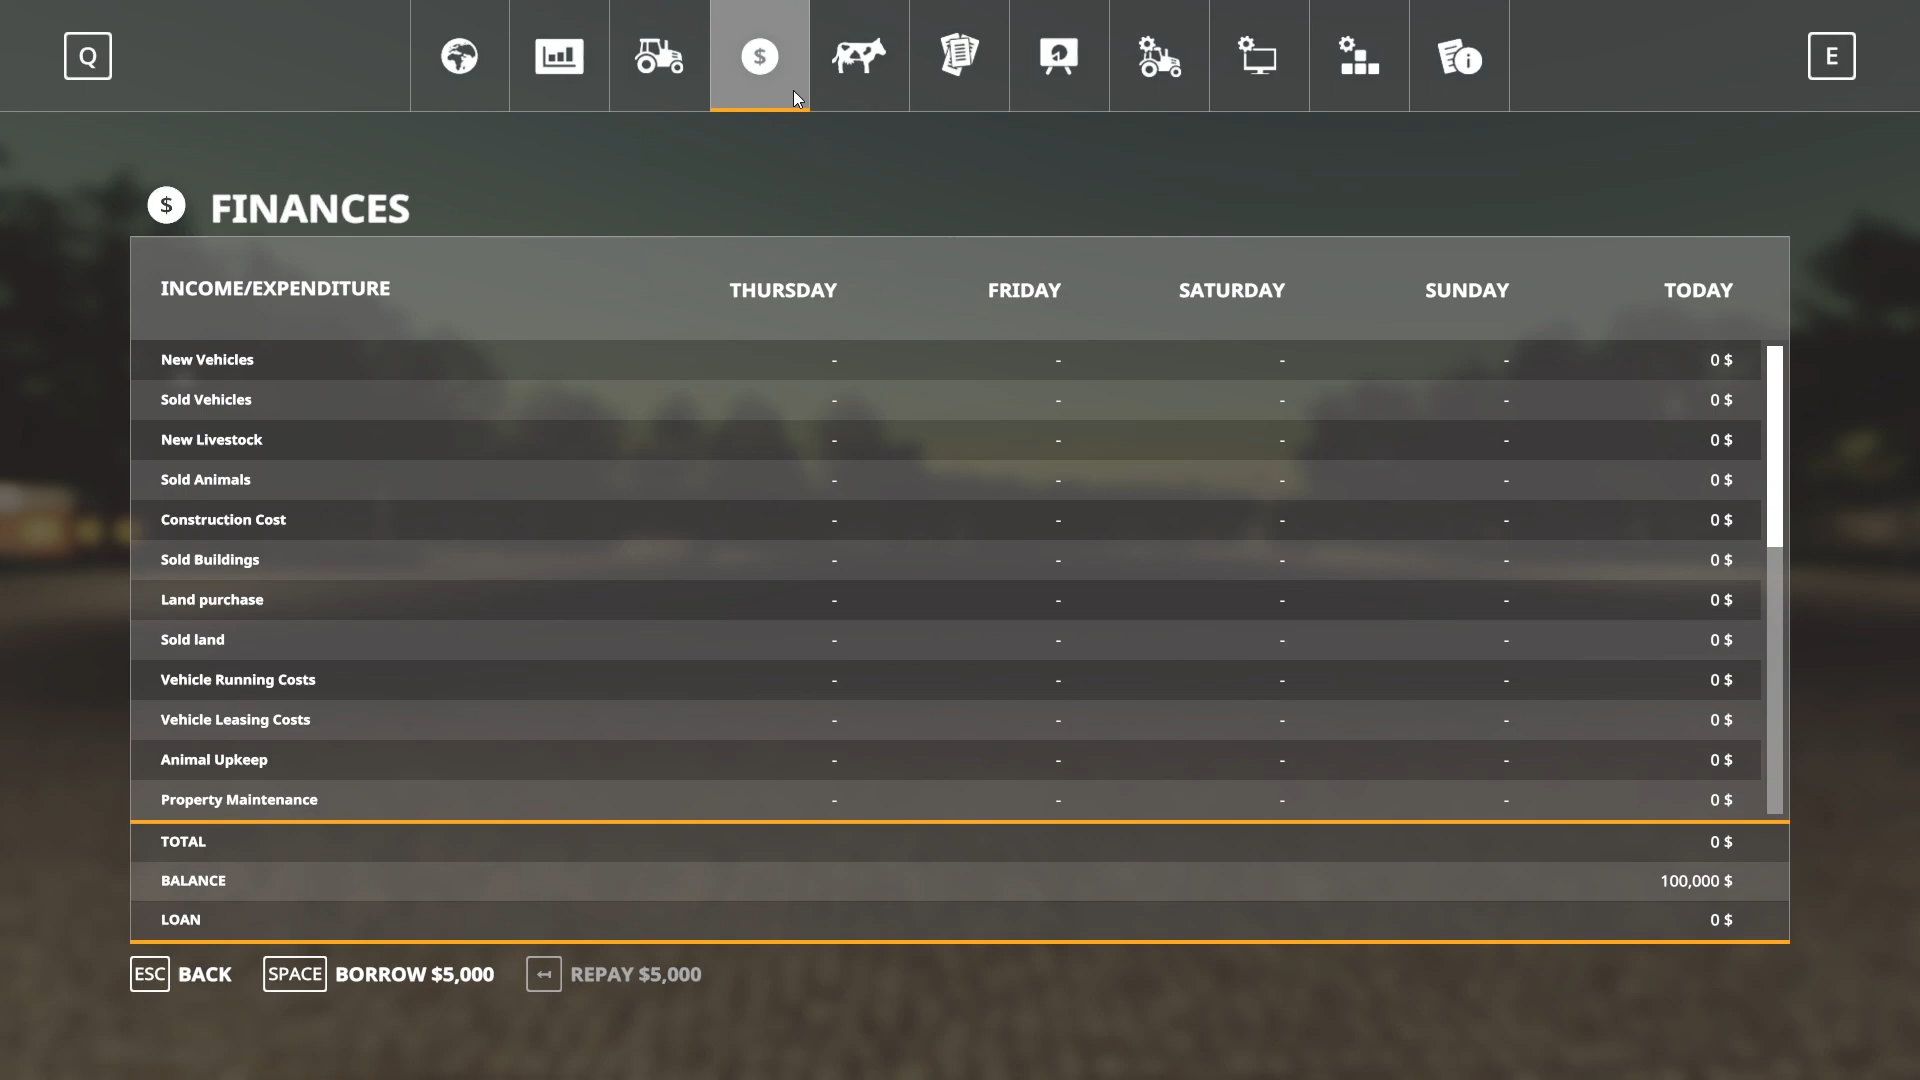 Q
$
E
$ FINANCES
INCOME/EXPENDITURE THURSDAY FRIDAY SATURDAY SUNDAY TODAY
New Vehicles - - - - 0 $
Sold Vehicles - - - - 0 $
New Livestock - - - - 0 $
Sold Animals - - - - 0 $
Construction Cost - - - - 0 $
Sold Buildings - - - - 0 $
Land purchase - - - - 0 $
Sold land - - - - 0 $
Vehicle Running Costs - - - - 0 $
Vehicle Leasing Costs - - - - 0 $
Animal Upkeep - - - - 0 $
Property Maintenance - - - - 0 $
TOTAL 0 $
BALANCE 100,000 $
LOAN 0 $
ESC BACK SPACE BORROW $5,000 ↔ REPAY $5,000